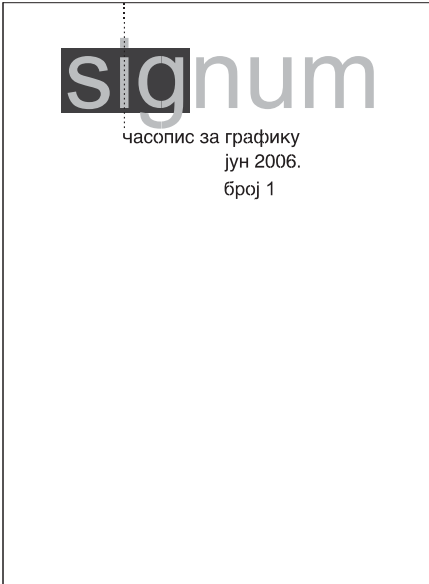 signum
часопис за графику
јун 2006.
број 1